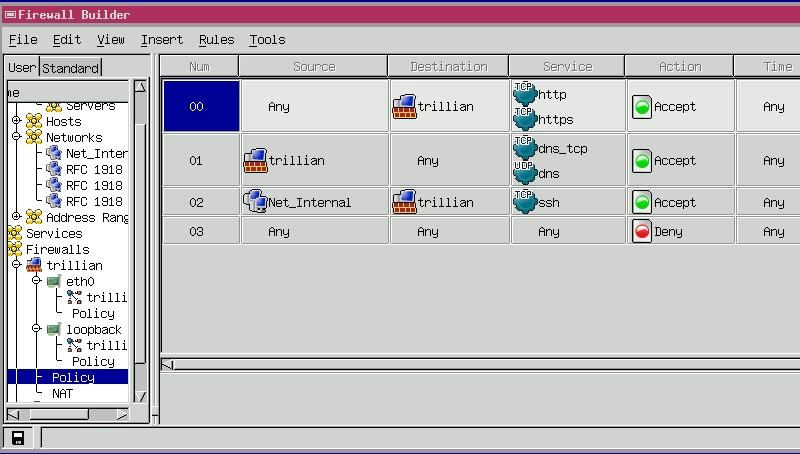 Firewall Builder
File Edit View Insert Rules Tools
User Standard
me
Servers
Hosts
Networks
Net_Inter
RFC 1918
RFC 1918
RFC 1918
Address Rang
Services
Firewalls
trillian
eth0
trilli
Policy
loopback
trilli
Policy
Policy
NAT
Num Source Destination Service Action Time
00 Any trillian TCP http TCP https Accept Any
01 trillian Any TCP dns_tcp UDP dns Accept Any
02 Net_Internal trillian TCP ssh Accept Any
03 Any Any Any Deny Any